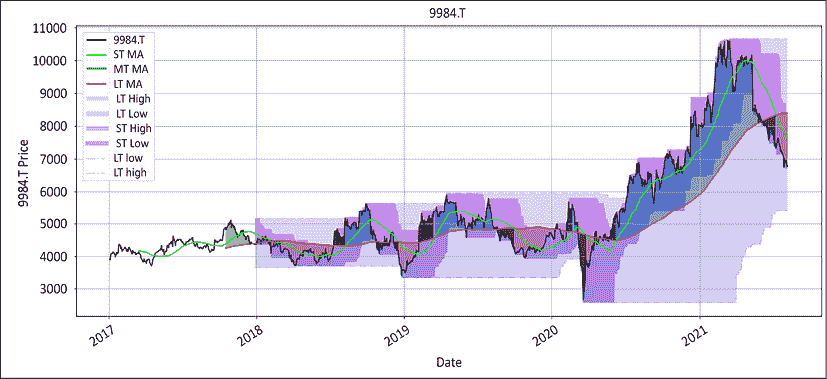 9984.T
11000
10000
9000
8000
7000
6000
5000
4000
3000
9984.T Price
9984.T
ST MA
MT MA
LT MA
LT High
LT Low
ST High
ST Low
LT low
LT high
2017
2018
2019
2020
2021
Date